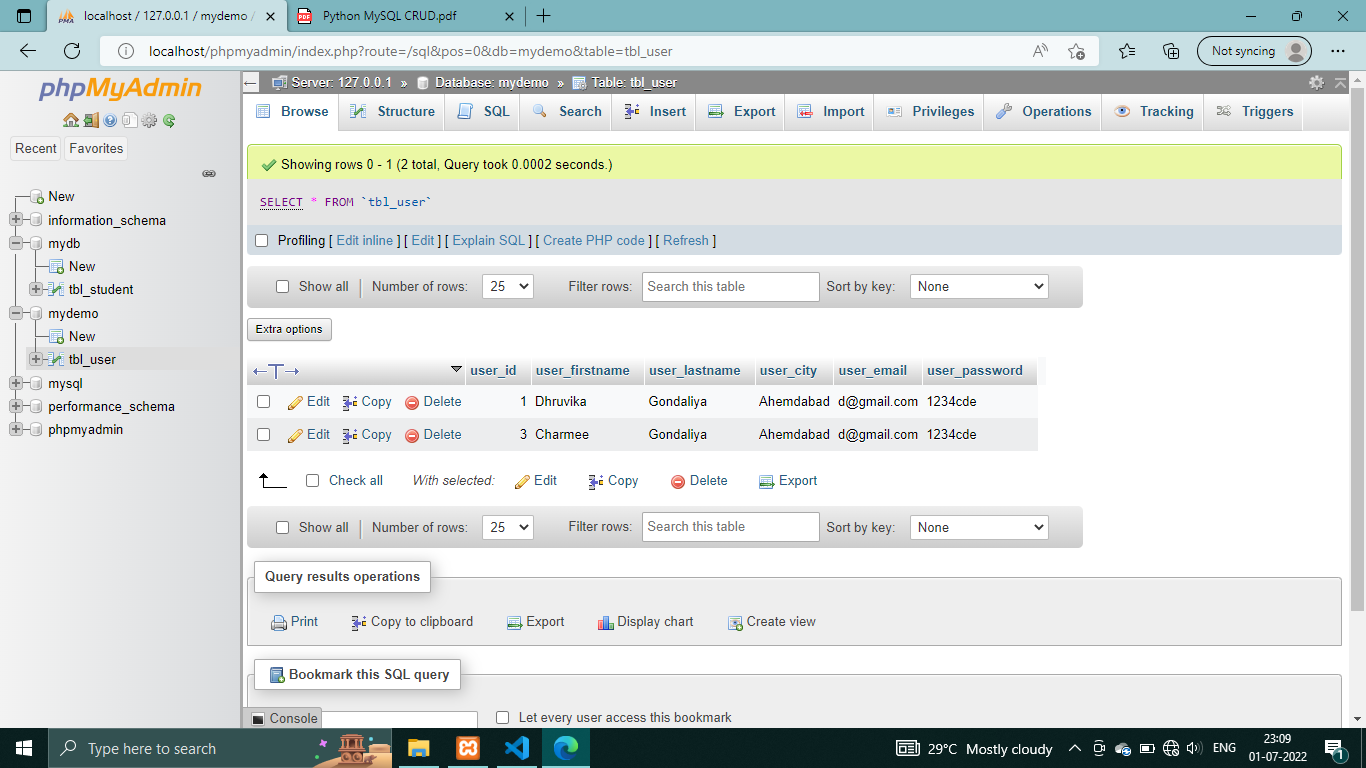 localhost / 127.0.0.1 / mydemo /
Python MySQL CRUD.pdf
localhost/phpmyadmin/index.php?route=/sql&pos=0&db=mydemo&table=tbl_user
Not syncing
phpMyAdmin
Recent Favorites
New
information_schema
mydb
New
tbl_student
mydemo
New
tbl_user
mysql
performance_schema
phpmyadmin
Server: 127.0.0.1 » Database: mydemo » Table: tbl_user
Browse Structure SQL Search Insert Export Import Privileges Operations Tracking Triggers
Showing rows 0 - 1 (2 total, Query took 0.0002 seconds.)
SELECT * FROM `tbl_user`
Profiling [ Edit inline ] [ Edit ] [ Explain SQL ] [ Create PHP code ] [ Refresh ]
Show all Number of rows: 25 Filter rows: Search this table Sort by key: None
Extra options
←T→ user_id user_firstname user_lastname user_city user_email user_password
Edit Copy Delete 1 Dhruvika Gondaliya Ahemdabad d@gmail.com 1234cde
Edit Copy Delete 3 Charmee Gondaliya Ahemdabad d@gmail.com 1234cde
Check all With selected: Edit Copy Delete Export
Show all Number of rows: 25 Filter rows: Search this table Sort by key: None
Query results operations
Print Copy to clipboard Export Display chart Create view
Bookmark this SQL query
Console Let every user access this bookmark
Type here to search
29°C Mostly cloudy
ENG
23:09
01-07-2022
1